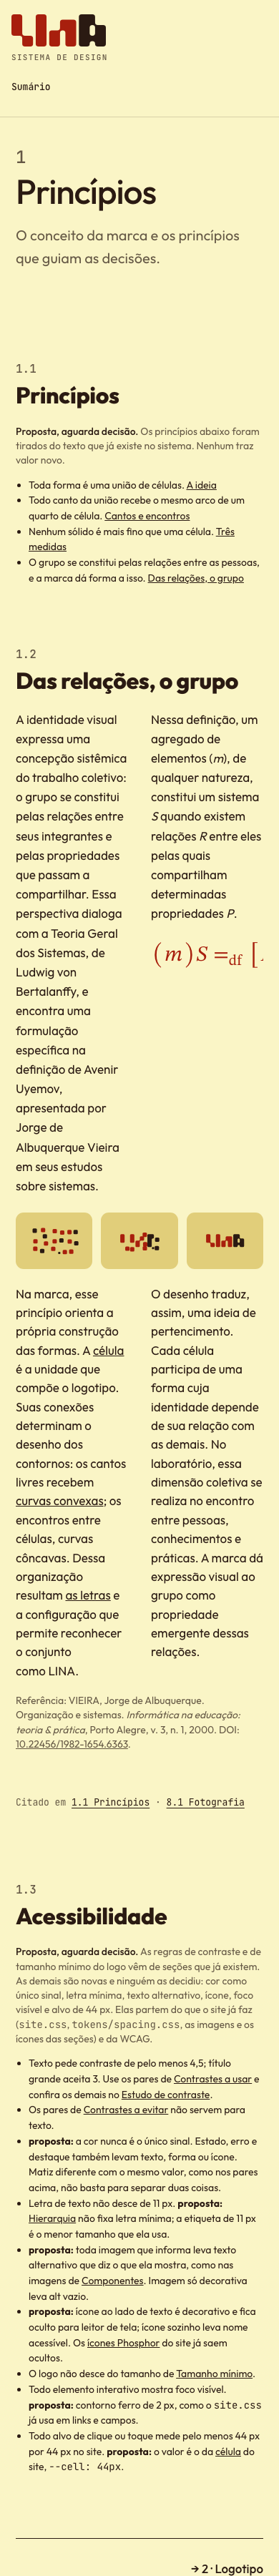 LINA
SISTEMA DE DESIGN
Sumário
1
Princípios
O conceito da marca e os princípios
que guiam as decisões.
1.1
Princípios
Proposta, aguarda decisão. Os princípios abaixo foram
tirados do texto que já existe no sistema. Nenhum traz
valor novo.
• Toda forma é uma união de células. A ideia
• Todo canto da união recebe o mesmo arco de um
quarto de célula. Cantos e encontros
• Nenhum sólido é mais fino que uma célula. Três
medidas
• O grupo se constitui pelas relações entre as pessoas,
e a marca dá forma a isso. Das relações, o grupo
1.2
Das relações, o grupo
A identidade visual
expressa uma
concepção sistêmica
do trabalho coletivo:
o grupo se constitui
pelas relações entre
seus integrantes e
pelas propriedades
que passam a
compartilhar. Essa
perspectiva dialoga
com a Teoria Geral
dos Sistemas, de
Ludwig von
Bertalanffy, e
encontra uma
formulação
específica na
definição de Avenir
Uyemov,
apresentada por
Jorge de
Albuquerque Vieira
em seus estudos
sobre sistemas.
Nessa definição, um
agregado de
elementos (m), de
qualquer natureza,
constitui um sistema
S quando existem
relações R entre eles
pelas quais
compartilham
determinadas
propriedades P.
(m)S =df [
LINA
Na marca, esse
princípio orienta a
própria construção
das formas. A célula
é a unidade que
compõe o logotipo.
Suas conexões
determinam o
desenho dos
contornos: os cantos
livres recebem
curvas convexas; os
encontros entre
células, curvas
côncavas. Dessa
organização
resultam as letras e
a configuração que
permite reconhecer
o conjunto
como LINA.
O desenho traduz,
assim, uma ideia de
pertencimento.
Cada célula
participa de uma
forma cuja
identidade depende
de sua relação com
as demais. No
laboratório, essa
dimensão coletiva se
realiza no encontro
entre pessoas,
conhecimentos e
práticas. A marca dá
expressão visual ao
grupo como
propriedade
emergente dessas
relações.
Referência: VIEIRA, Jorge de Albuquerque.
Organização e sistemas. Informática na educação:
teoria & prática, Porto Alegre, v. 3, n. 1, 2000. DOI:
10.22456/1982-1654.6363.
Citado em 1.1 Princípios · 8.1 Fotografia
1.3
Acessibilidade
Proposta, aguarda decisão. As regras de contraste e de
tamanho mínimo do logo vêm de seções que já existem.
As demais são novas e ninguém as decidiu: cor como
único sinal, letra mínima, texto alternativo, ícone, foco
visível e alvo de 44 px. Elas partem do que o site já faz
(site.css, tokens/spacing.css, as imagens e os
ícones das seções) e da WCAG.
• Texto pede contraste de pelo menos 4,5; título
grande aceita 3. Use os pares de Contrastes a usar e
confira os demais no Estudo de contraste.
• Os pares de Contrastes a evitar não servem para
texto.
• proposta: a cor nunca é o único sinal. Estado, erro e
destaque também levam texto, forma ou ícone.
Matiz diferente com o mesmo valor, como nos pares
acima, não basta para separar duas coisas.
• Letra de texto não desce de 11 px. proposta:
Hierarquia não fixa letra mínima; a etiqueta de 11 px
é o menor tamanho que ela usa.
• proposta: toda imagem que informa leva texto
alternativo que diz o que ela mostra, como nas
imagens de Componentes. Imagem só decorativa
leva alt vazio.
• proposta: ícone ao lado de texto é decorativo e fica
oculto para leitor de tela; ícone sozinho leva nome
acessível. Os ícones Phosphor do site já saem
ocultos.
• O logo não desce do tamanho de Tamanho mínimo.
• Todo elemento interativo mostra foco visível.
proposta: contorno ferro de 2 px, como o site.css
já usa em links e campos.
• Todo alvo de clique ou toque mede pelo menos 44 px
por 44 px no site. proposta: o valor é o da célula do
site, --cell: 44px.
→ 2 · Logotipo